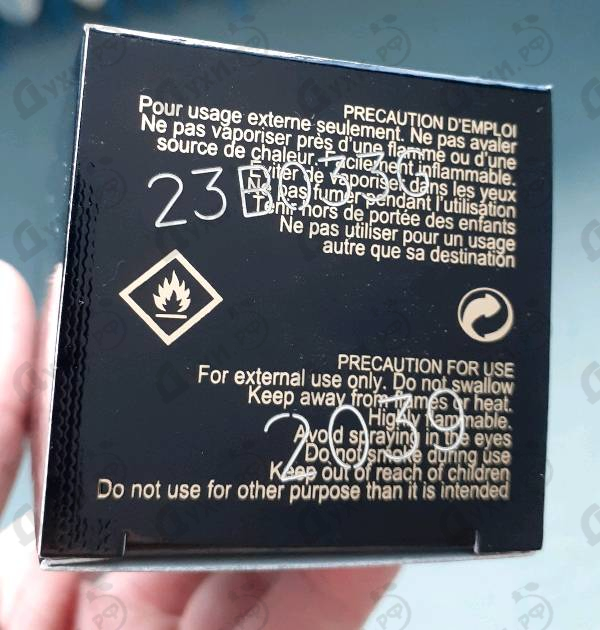 PRECAUTION D'EMPLOI
Pour usage externe seulement. Ne pas avaler
Ne pas vaporiser près d'une flamme ou d'une
source de chaleur. Facilement inflammable.
Eviter de vaporiser dans les yeux
Ne pas fumer pendant l'utilisation
Tenir hors de portée des enfants
Ne pas utiliser pour un usage
autre que sa destination
PRECAUTION FOR USE
For external use only. Do not swallow
Keep away from flames or heat.
Highly flammable.
Avoid spraying in the eyes
Do not smoke during use
Keep out of reach of children
Do not use for other purpose than it is intended
2039
Духи.рф